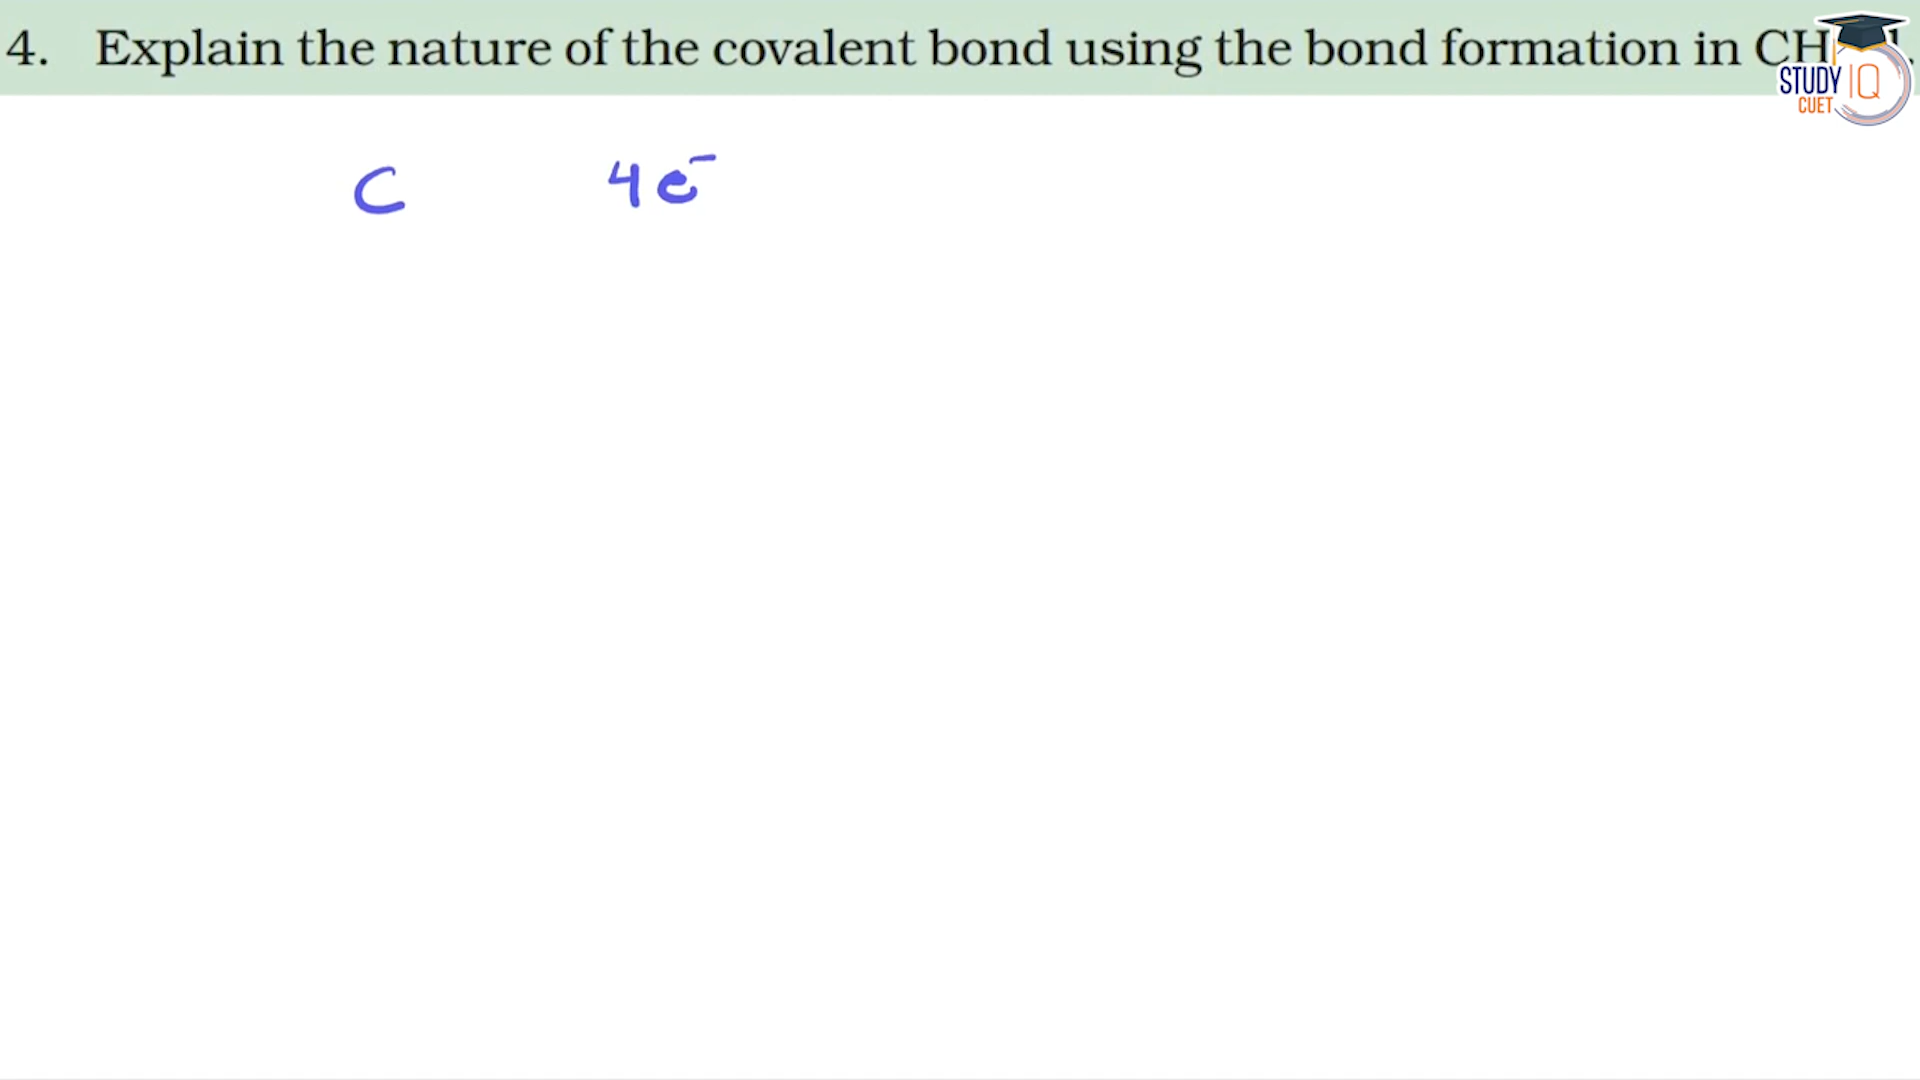 4. Explain the nature of the covalent bond using the bond formation in CH
STUDY IQ
CUET
C 4e⁻